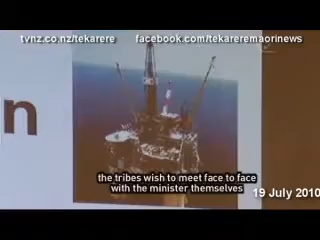 tvnz.co.nz/tekarere facebook.com/tekareremaorinews
n
the tribes wish to meet face to face
with the minister themselves
19 July 2010